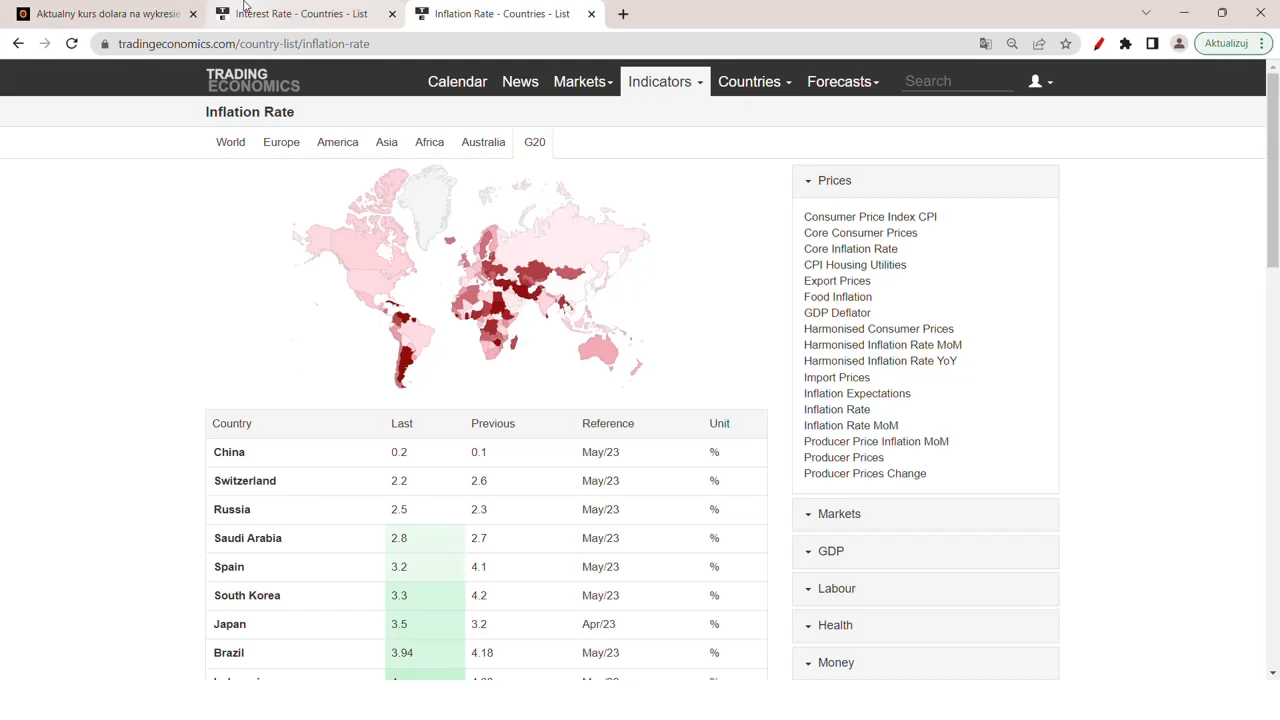 Aktualny kurs dolara na wykresie
Interest Rate - Countries - List
Inflation Rate - Countries - List
tradingeconomics.com/country-list/inflation-rate
Aktualizuj
TRADING
ECONOMICS
Calendar News Markets Indicators Countries Forecasts Search
Inflation Rate
World Europe America Asia Africa Australia G20
Country Last Previous Reference Unit
China 0.2 0.1 May/23 %
Switzerland 2.2 2.6 May/23 %
Russia 2.5 2.3 May/23 %
Saudi Arabia 2.8 2.7 May/23 %
Spain 3.2 4.1 May/23 %
South Korea 3.3 4.2 May/23 %
Japan 3.5 3.2 Apr/23 %
Brazil 3.94 4.18 May/23 %
Prices
Consumer Price Index CPI
Core Consumer Prices
Core Inflation Rate
CPI Housing Utilities
Export Prices
Food Inflation
GDP Deflator
Harmonised Consumer Prices
Harmonised Inflation Rate MoM
Harmonised Inflation Rate YoY
Import Prices
Inflation Expectations
Inflation Rate
Inflation Rate MoM
Producer Price Inflation MoM
Producer Prices
Producer Prices Change
Markets
GDP
Labour
Health
Money